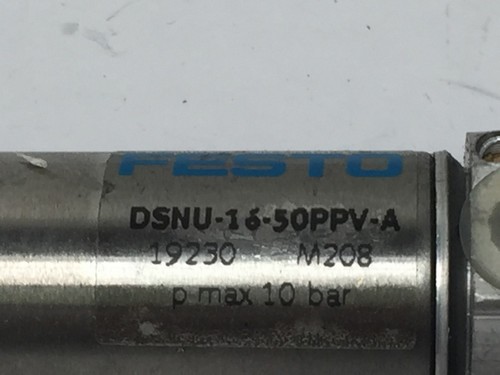 FESTO
DSNU-16-50PPV-A
19230 M208
p max 10 bar